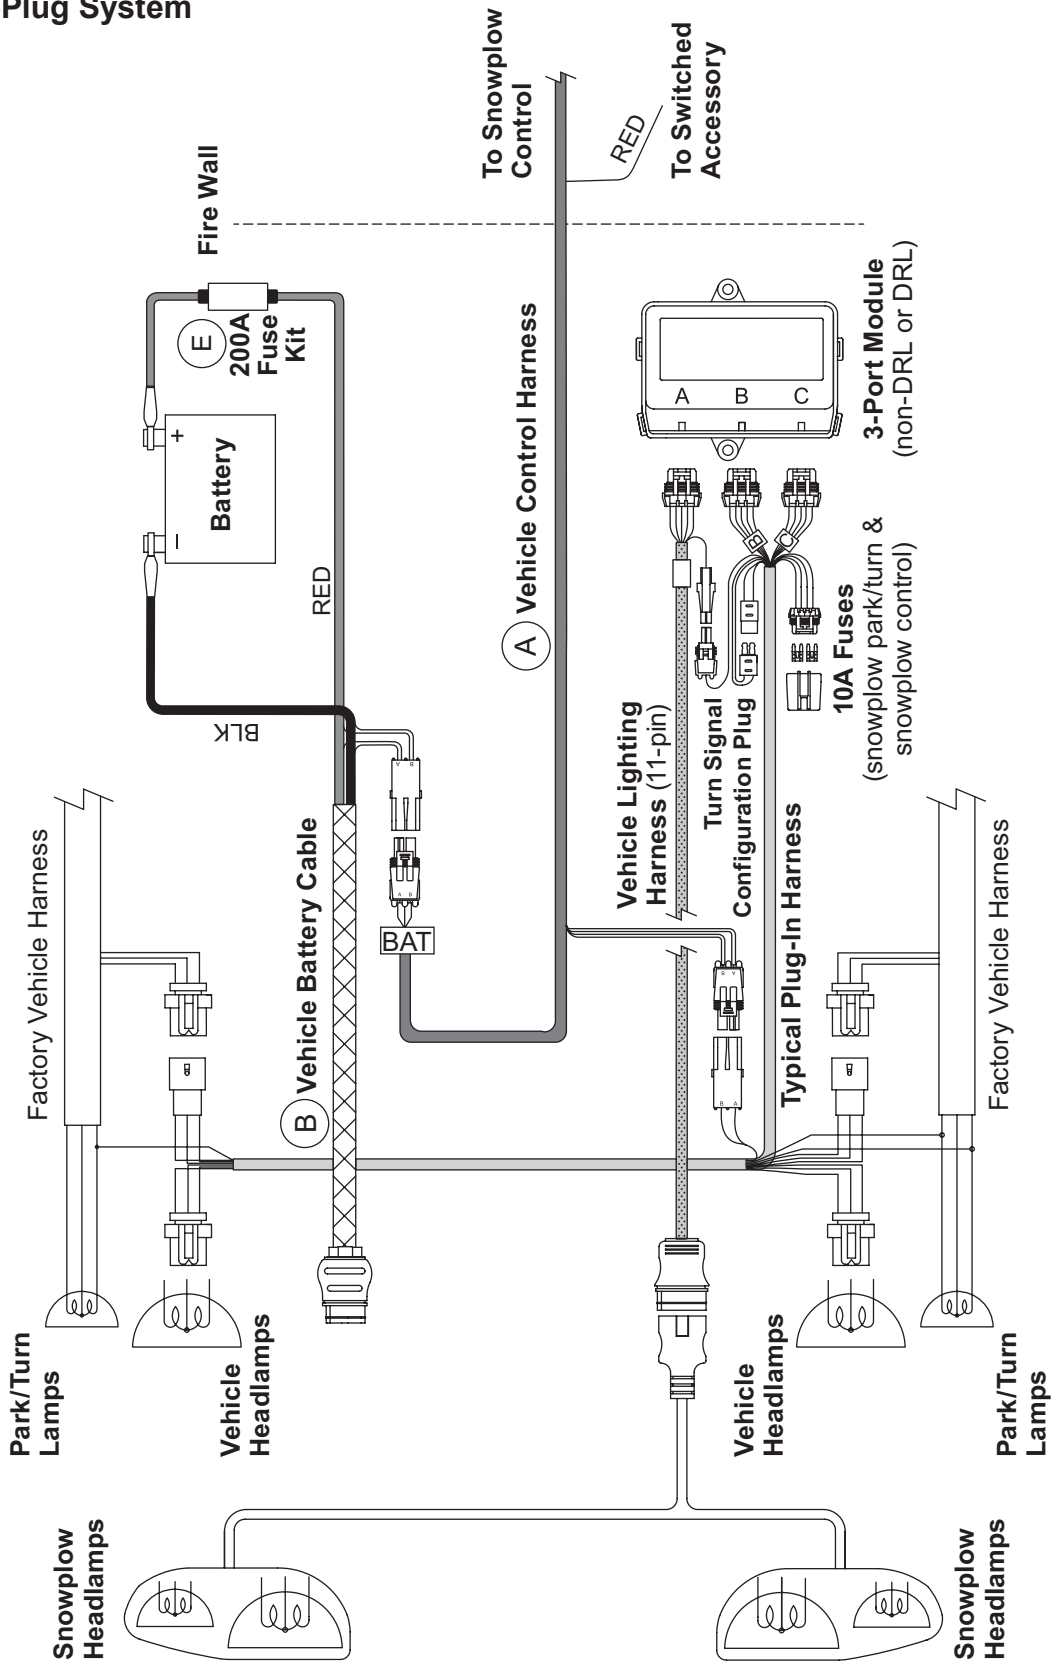 Plug System
To Snowplow
Control
RED
To Switched
Accessory
Fire Wall
E
200A
Fuse
Kit
+
–
Battery
RED
BLK
A Vehicle Control Harness
A
B
C
3-Port Module
(non-DRL or DRL)
B
C
10A Fuses
(snowplow park/turn &
snowplow control)
Vehicle Lighting
Harness (11-pin)
Turn Signal
Configuration Plug
Typical Plug-In Harness
A
B
A
B
BAT
B Vehicle Battery Cable
B
A
B
A
Factory Vehicle Harness
Factory Vehicle Harness
Park/Turn
Lamps
Vehicle
Headlamps
Vehicle
Headlamps
Park/Turn
Lamps
Snowplow
Headlamps
Snowplow
Headlamps